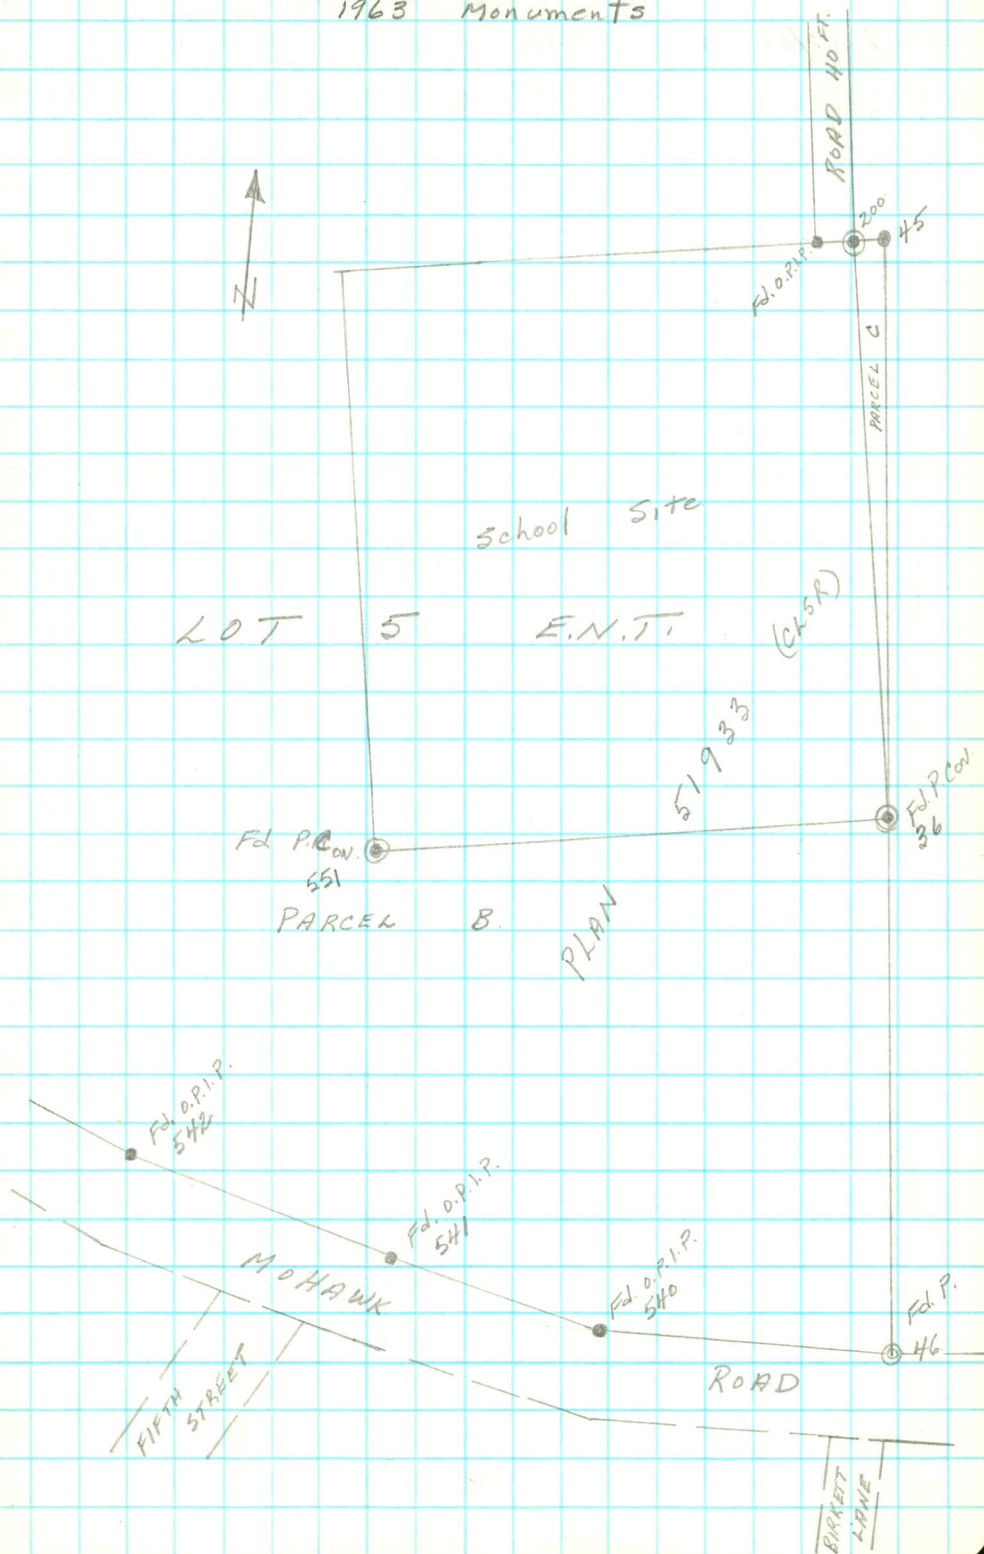 1963 Monuments
ROAD 40 FT.
N
200
45
Fd. O.P.I.P.
PARCEL C
School Site
LOT 5 E.N.T.
(CLSR)
51933
Fd. P. Con.
36
Fd P. Con.
551
PARCEL B.
PLAN
Fd. O.P.I.P.
542
Fd. O.P.I.P.
541
Fd. O.P.I.P.
540
Fd. P.
46
MOHAWK
ROAD
FIFTH
STREET
BIRKETT
LANE